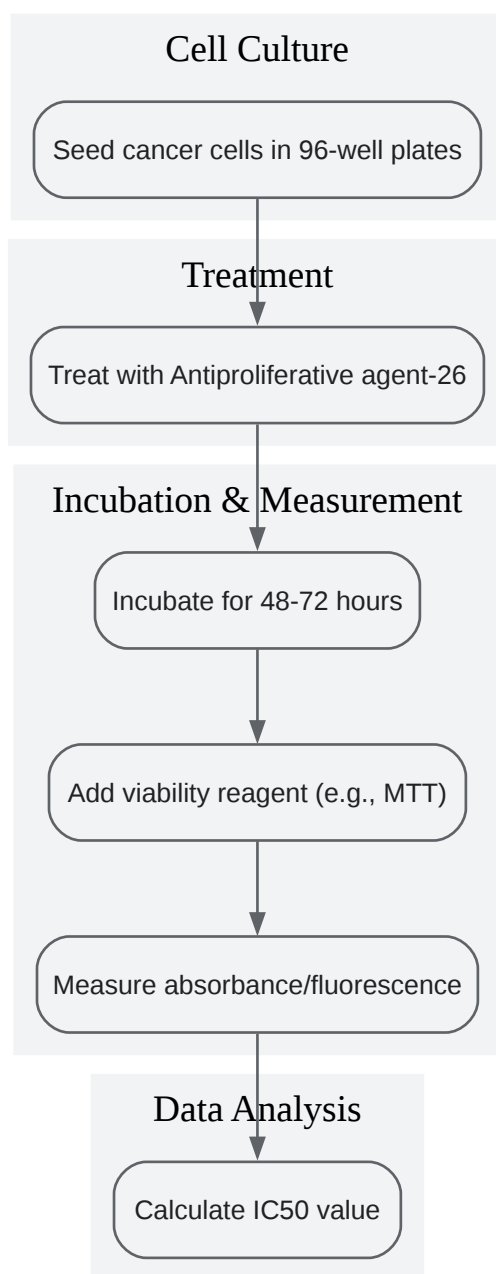 Cell Culture
Seed cancer cells in 96-well plates
Treatment
Treat with Antiproliferative agent-26
Incubation & Measurement
Incubate for 48-72 hours
Add viability reagent (e.g., MTT)
Measure absorbance/fluorescence
Data Analysis
Calculate IC50 value